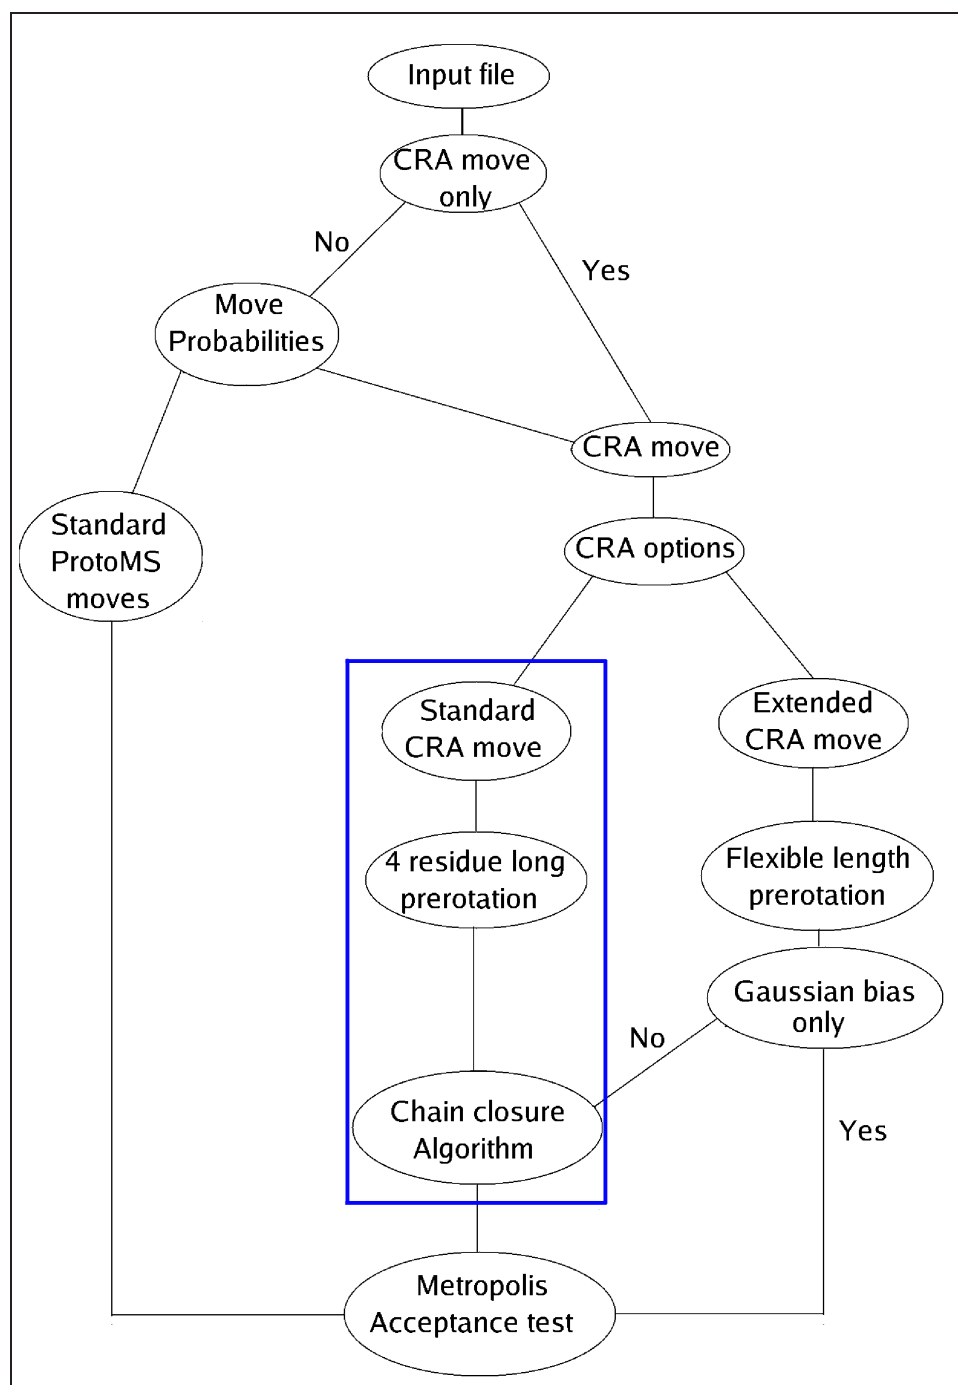 Input file
CRA move
only
No
Yes
Move
Probabilities
CRA move
Standard
ProtoMS
moves
CRA options
Standard
CRA move
Extended
CRA move
4 residue long
prerotation
Flexible length
prerotation
Gaussian bias
only
No
Chain closure
Algorithm
Yes
Metropolis
Acceptance test